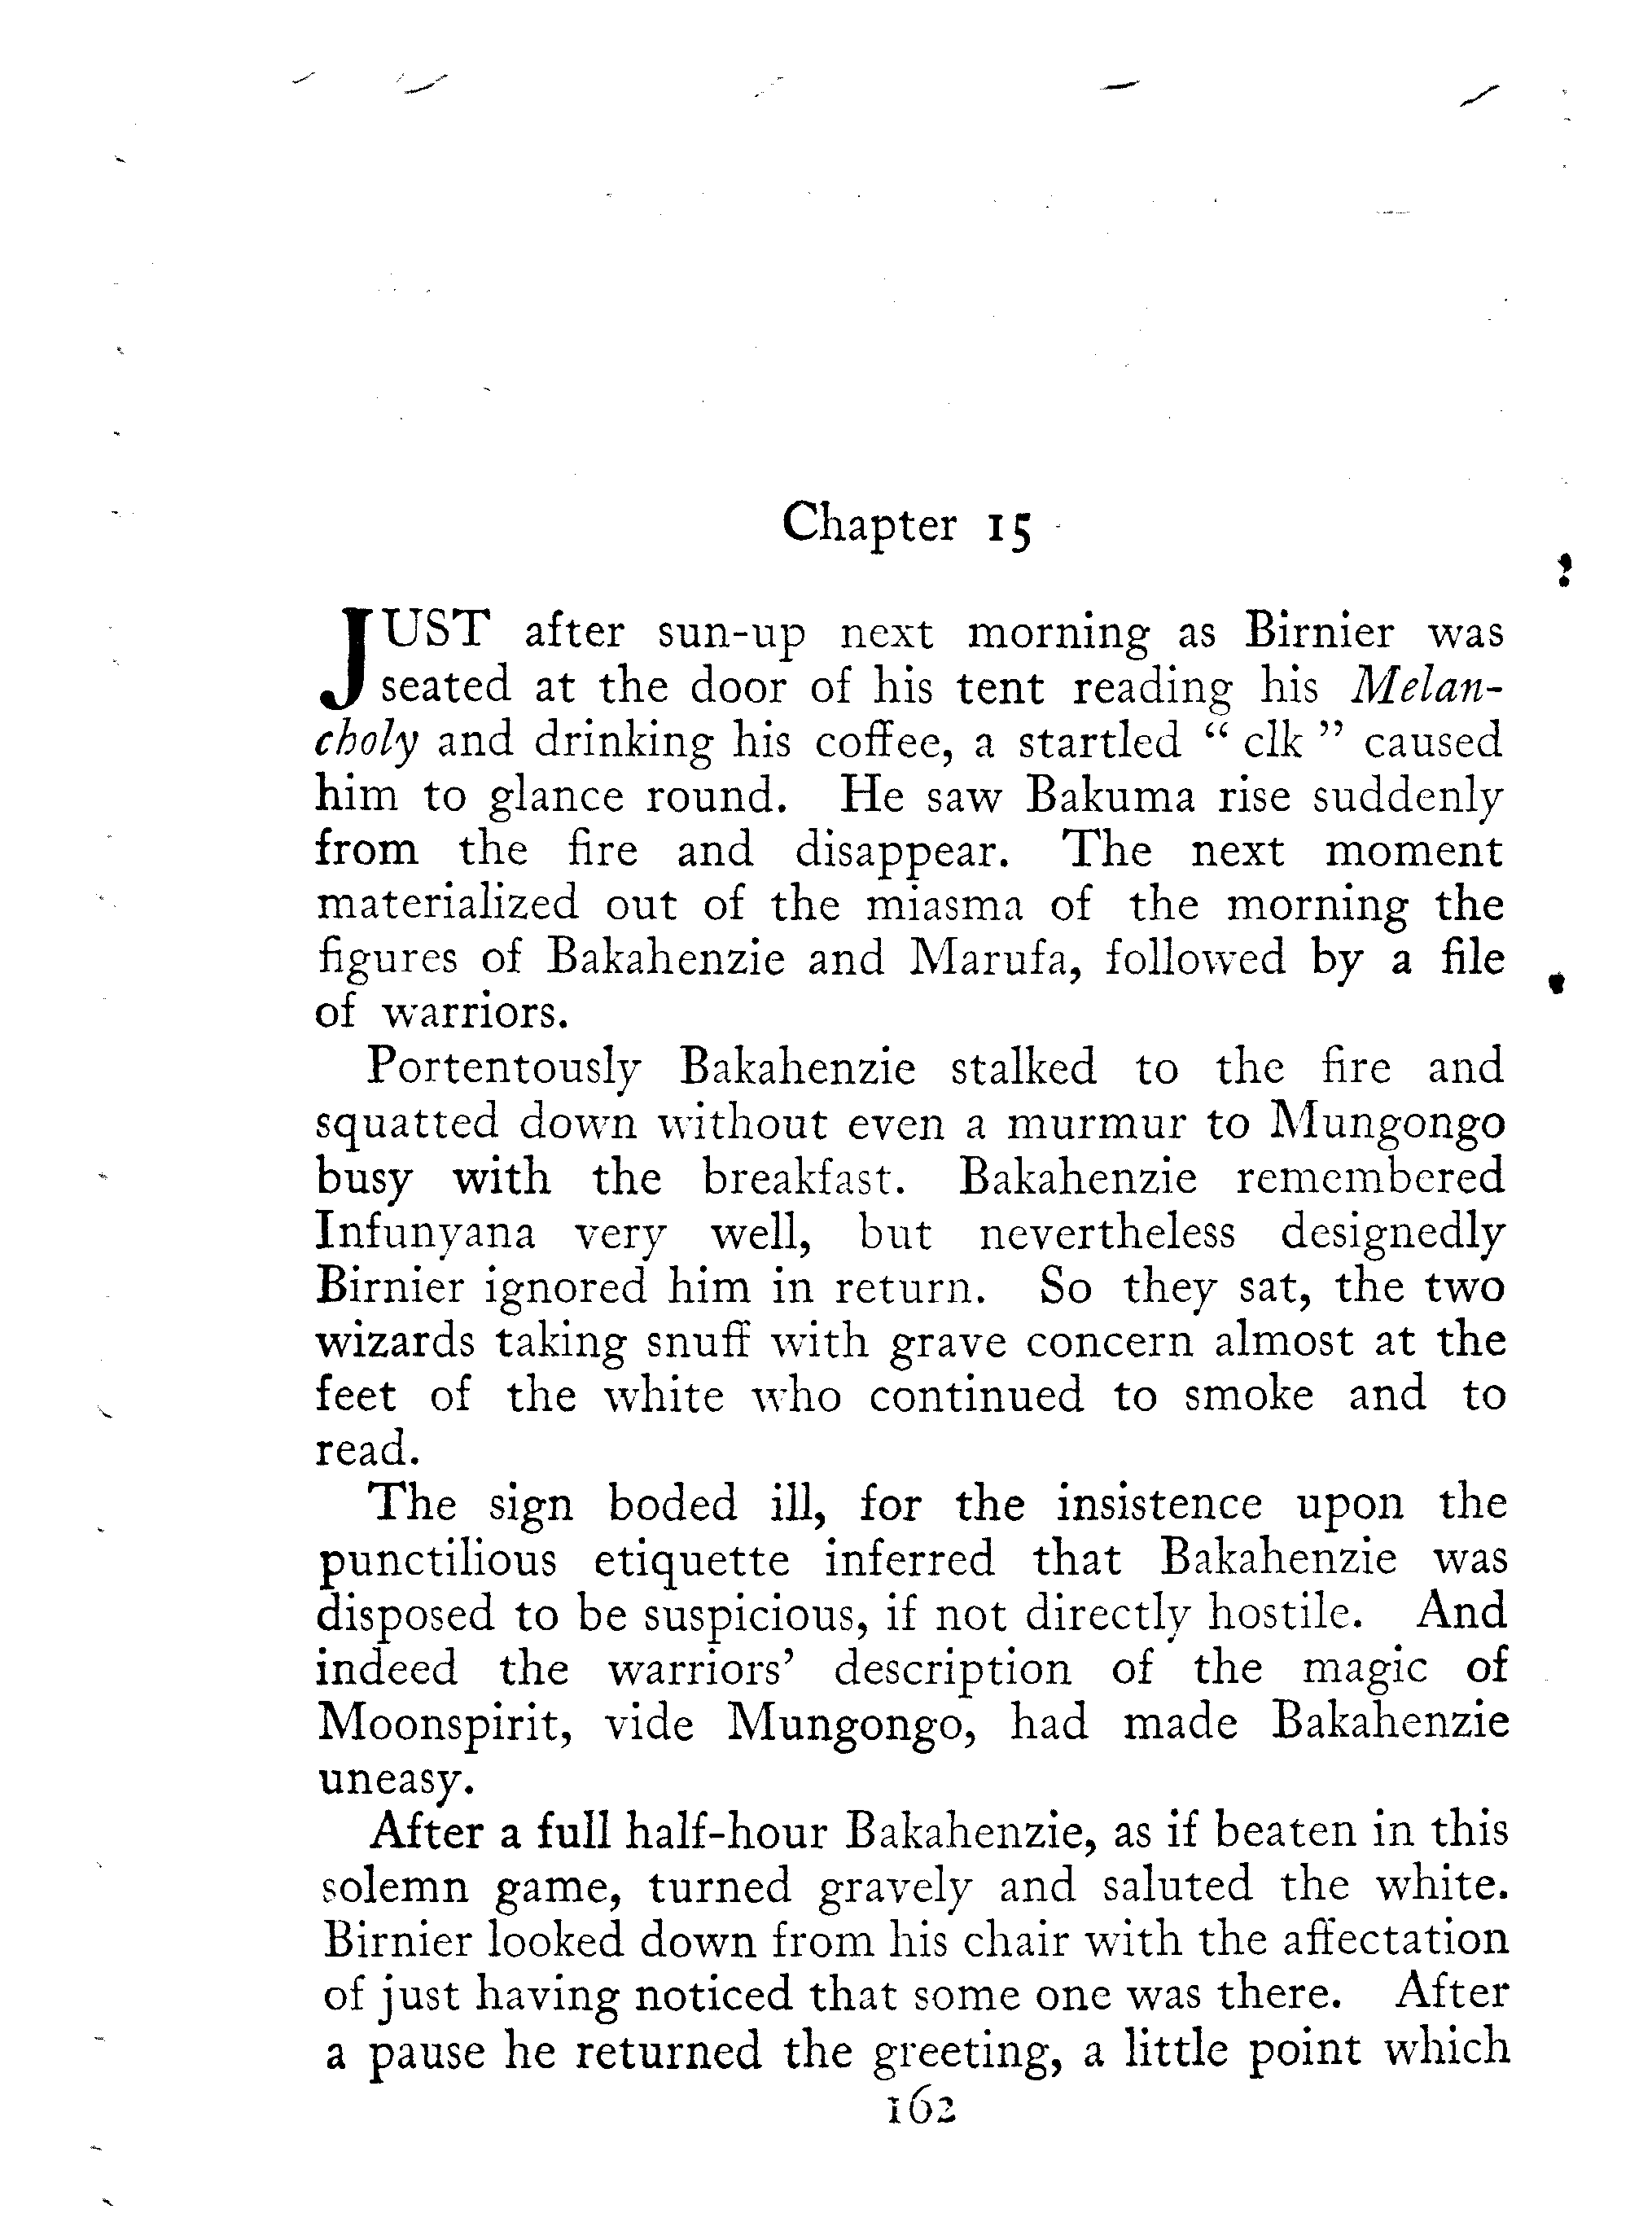 Chapter 15
JUST after sun-up next morning as Birnier was
seated at the door of his tent reading his Melan-
choly and drinking his coffee, a startled “ clk ” caused
him to glance round. He saw Bakuma rise suddenly
from the fire and disappear. The next moment
materialized out of the miasma of the morning the
figures of Bakahenzie and Marufa, followed by a file
of warriors.
Portentously Bakahenzie stalked to the fire and
squatted down without even a murmur to Mungongo
busy with the breakfast. Bakahenzie remembered
Infunyana very well, but nevertheless designedly
Birnier ignored him in return. So they sat, the two
wizards taking snuff with grave concern almost at the
feet of the white who continued to smoke and to
read.
The sign boded ill, for the insistence upon the
punctilious etiquette inferred that Bakahenzie was
disposed to be suspicious, if not directly hostile. And
indeed the warriors’ description of the magic of
Moonspirit, vide Mungongo, had made Bakahenzie
uneasy.
After a full half-hour Bakahenzie, as if beaten in this
solemn game, turned gravely and saluted the white.
Birnier looked down from his chair with the affectation
of just having noticed that some one was there. After
a pause he returned the greeting, a little point which
162